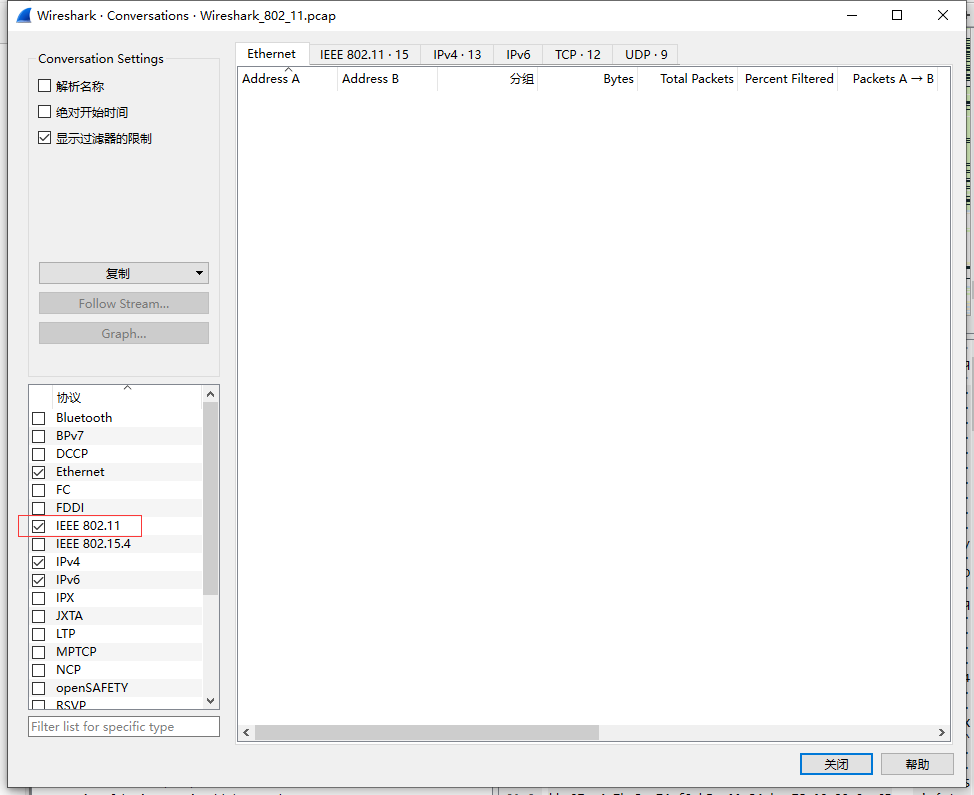 Wireshark · Conversations · Wireshark_802_11.pcap
Conversation Settings
解析名称
绝对开始时间
显示过滤器的限制
复制
Follow Stream...
Graph...
协议
Bluetooth
BPv7
DCCP
Ethernet
FC
FDDI
IEEE 802.11
IEEE 802.15.4
IPv4
IPv6
IPX
JXTA
LTP
MPTCP
NCP
openSAFETY
RSVP
Filter list for specific type
Ethernet IEEE 802.11 · 15 IPv4 · 13 IPv6 TCP · 12 UDP · 9
Address A Address B 分组 Bytes Total Packets Percent Filtered Packets A → B
关闭 帮助